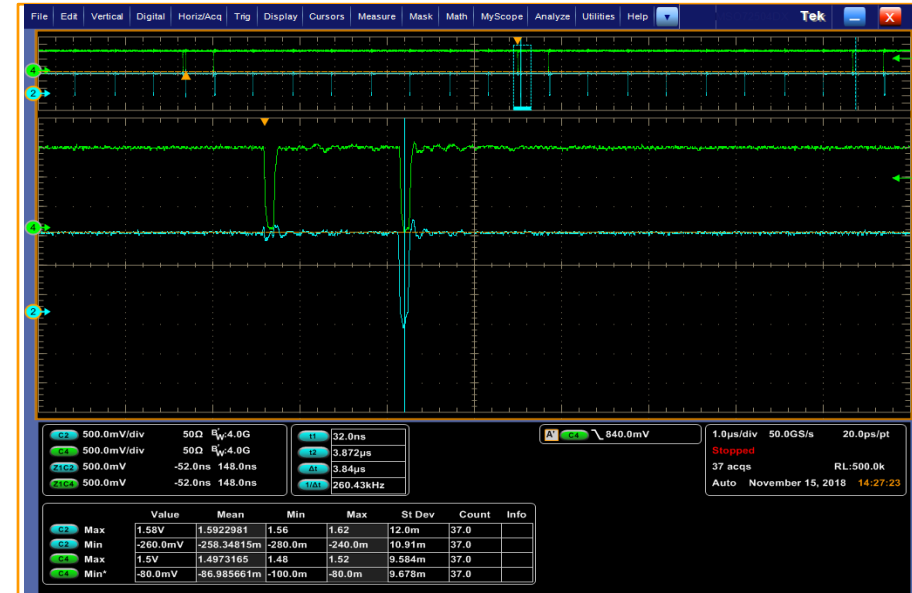 File Edit Vertical Digital Horiz/Acq Trig Display Cursors Measure Mask Math MyScope Analyze Utilities Help Tek X
4
2
4
2
C2 500.0mV/div 50Ω BW:4.0G
C4 500.0mV/div 50Ω BW:4.0G
Z1C2 500.0mV -52.0ns 148.0ns
Z1C4 500.0mV -52.0ns 148.0ns
t1 32.0ns
t2 3.872µs
Δt 3.84µs
1/Δt 260.43kHz
A' C4 840.0mV
1.0µs/div 50.0GS/s 20.0ps/pt
Stopped
37 acqs RL:500.0k
Auto November 15, 2018 14:27:23
Value Mean Min Max St Dev Count Info
C2 Max 1.58V 1.5922981 1.56 1.62 12.0m 37.0
C2 Min -260.0mV -258.34815m -280.0m -240.0m 10.91m 37.0
C4 Max 1.5V 1.4973165 1.48 1.52 9.584m 37.0
C4 Min* -80.0mV -86.985661m -100.0m -80.0m 9.678m 37.0